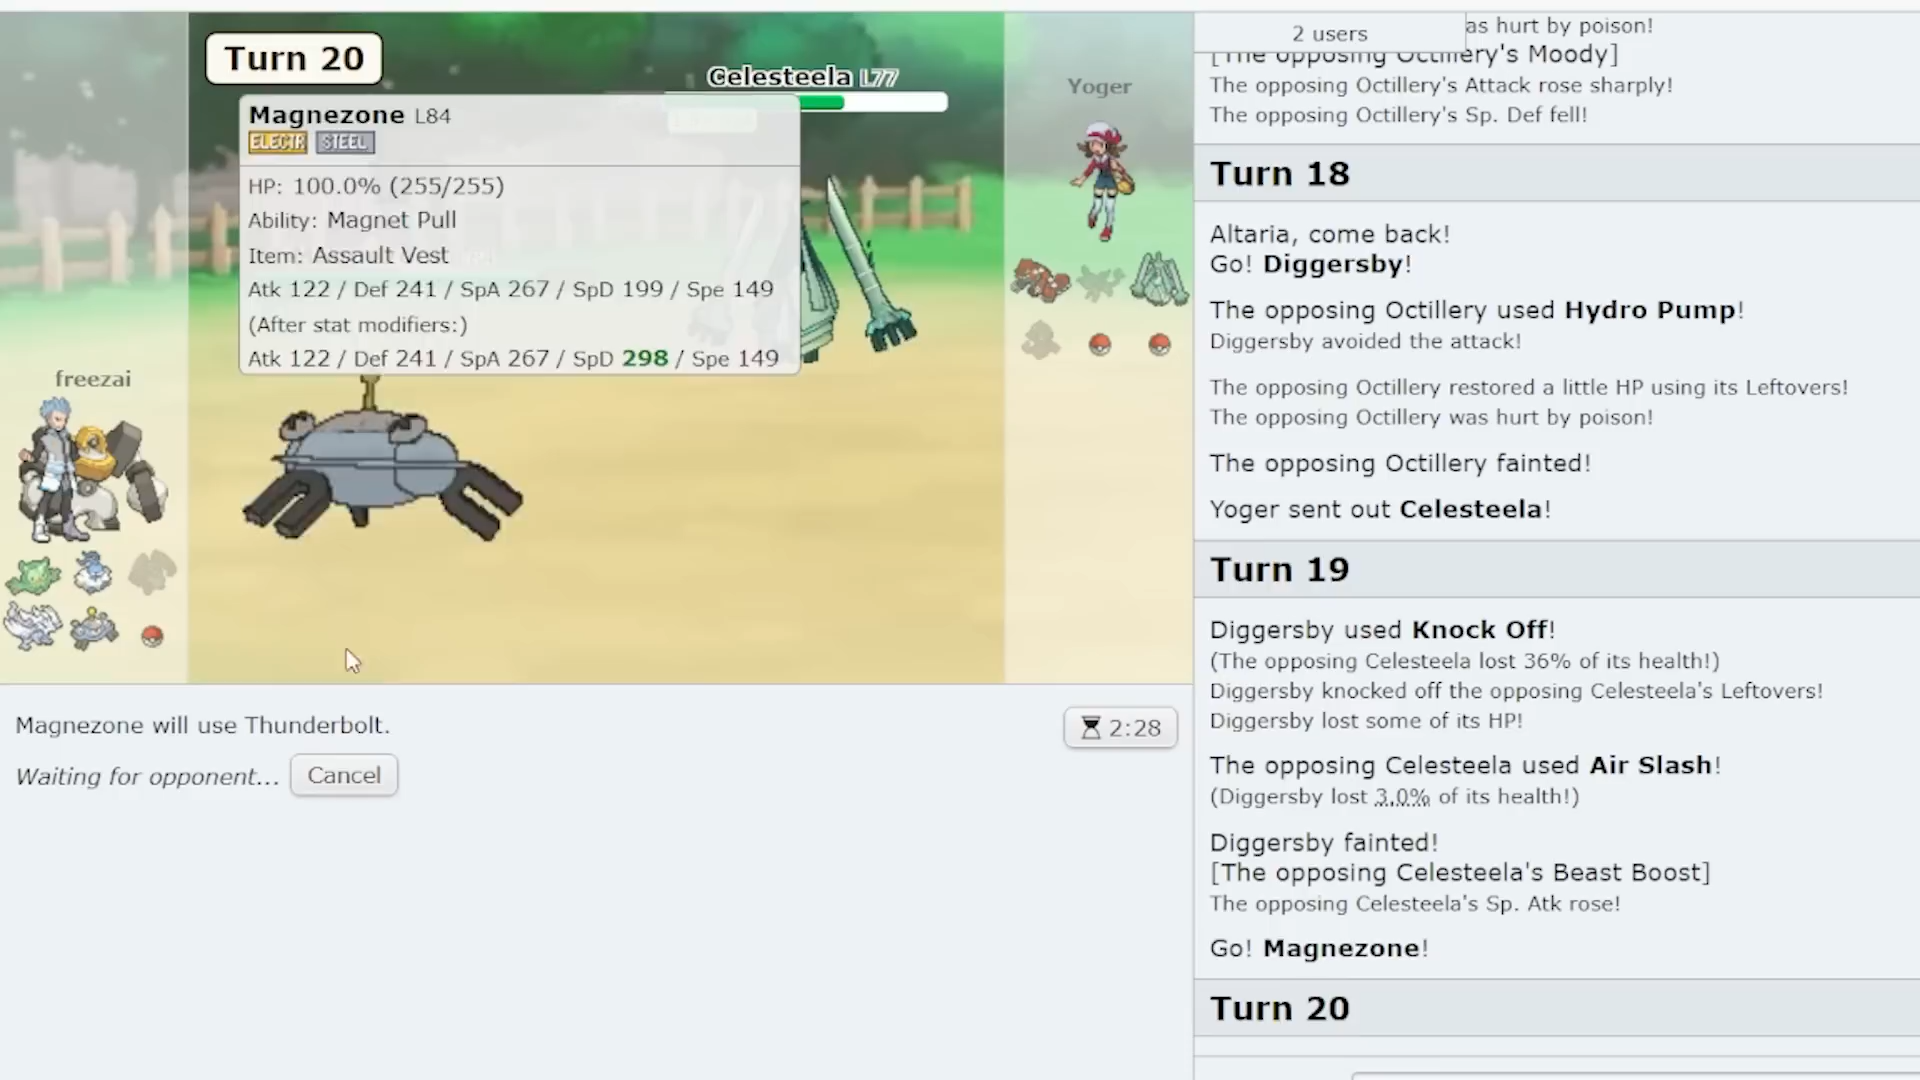 Turn 20
Celesteela L77
Magnezone L84
ELECTR STEEL
HP: 100.0% (255/255)
Ability: Magnet Pull
Item: Assault Vest
Atk 122 / Def 241 / SpA 267 / SpD 199 / Spe 149
(After stat modifiers:)
Atk 122 / Def 241 / SpA 267 / SpD 298 / Spe 149
freezai
Yoger
Magnezone will use Thunderbolt.
2:28
Waiting for opponent... Cancel
2 users
as hurt by poison!
[The opposing Octillery's Moody]
The opposing Octillery's Attack rose sharply!
The opposing Octillery's Sp. Def fell!
Turn 18
Altaria, come back!
Go! Diggersby!
The opposing Octillery used Hydro Pump!
Diggersby avoided the attack!
The opposing Octillery restored a little HP using its Leftovers!
The opposing Octillery was hurt by poison!
The opposing Octillery fainted!
Yoger sent out Celesteela!
Turn 19
Diggersby used Knock Off!
(The opposing Celesteela lost 36% of its health!)
Diggersby knocked off the opposing Celesteela's Leftovers!
Diggersby lost some of its HP!
The opposing Celesteela used Air Slash!
(Diggersby lost 3.0% of its health!)
Diggersby fainted!
[The opposing Celesteela's Beast Boost]
The opposing Celesteela's Sp. Atk rose!
Go! Magnezone!
Turn 20